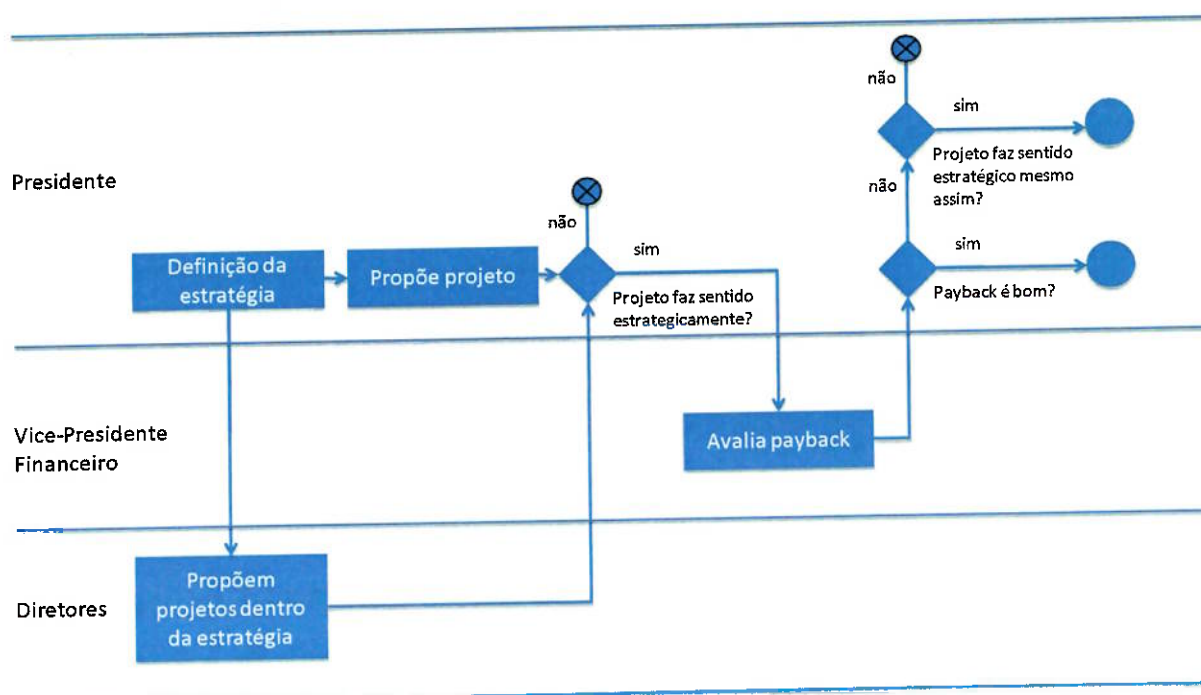 não
sim
Projeto faz sentido
estratégico mesmo
assim?
Presidente
não
não
sim
sim
Definição da
estratégia
Propõe projeto
Payback é bom?
Projeto faz sentido
estrategicamente?
Vice-Presidente
Financeiro
Avalia payback
Diretores
Propõem
projetos dentro
da estratégia